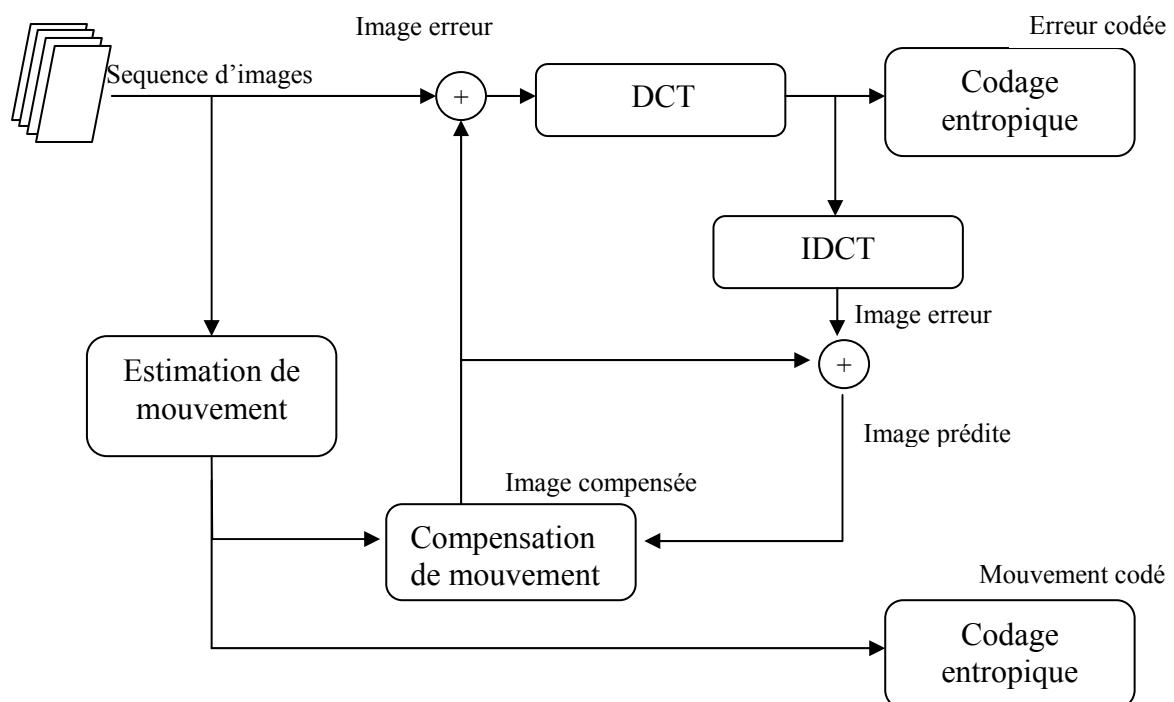 Image erreur
Erreur codée
Sequence d’images
+
DCT
Codage
entropique
IDCT
Image erreur
Estimation de
mouvement
+
Image prédite
Image compensée
Compensation
de mouvement
Mouvement codé
Codage
entropique